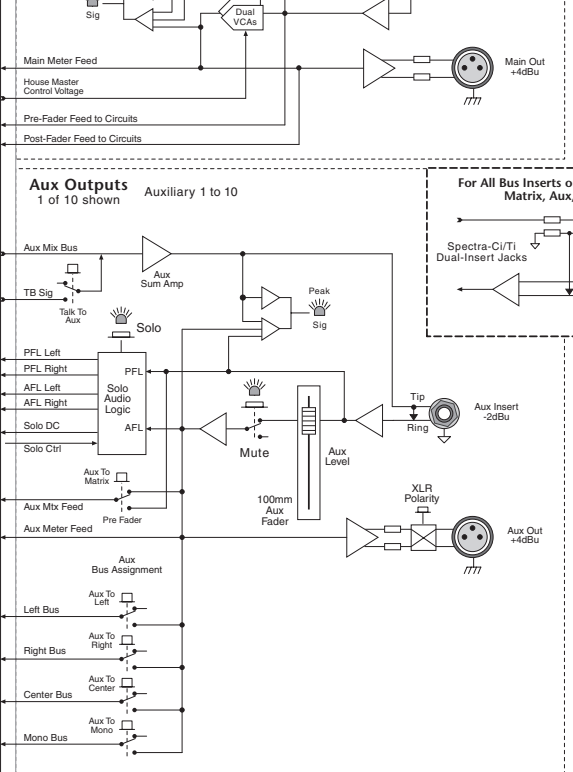 Sig
Dual
VCAs
Main Meter Feed
Main Out
+4dBu
House Master
Control Voltage
Pre-Fader Feed to Circuits
Post-Fader Feed to Circuits
Aux Outputs
1 of 10 shown
Auxiliary 1 to 10
For All Bus Inserts o
Matrix, Aux,
Aux Mix Bus
Spectra-Ci/Ti
Dual-Insert Jacks
Aux
Sum Amp
TB Sig
Talk To
Aux
Peak
Sig
Solo
PFL Left
PFL Right
AFL Left
AFL Right
Solo DC
Solo Ctrl
PFL
Solo
Audio
Logic
AFL
Mute
Tip
Ring
Aux Insert
-2dBu
Aux
Level
100mm
Aux
Fader
Aux To
Matrix
Aux Mtx Feed
Pre Fader
XLR
Polarity
Aux Meter Feed
Aux Out
+4dBu
Aux
Bus Assignment
Aux To
Left
Left Bus
Aux To
Right
Right Bus
Aux To
Center
Center Bus
Aux To
Mono
Mono Bus